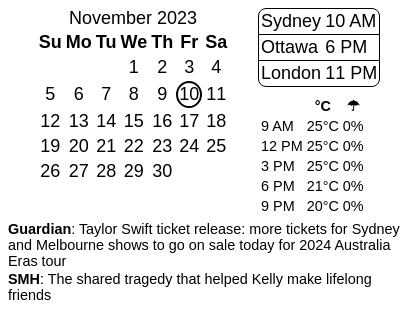 November 2023
Su Mo Tu We Th Fr Sa
1 2 3 4
5 6 7 8 9 10 11
12 13 14 15 16 17 18
19 20 21 22 23 24 25
26 27 28 29 30
Sydney 10 AM
Ottawa 6 PM
London 11 PM
°C ☂
9 AM 25°C 0%
12 PM 25°C 0%
3 PM 25°C 0%
6 PM 21°C 0%
9 PM 20°C 0%
Guardian: Taylor Swift ticket release: more tickets for Sydney
and Melbourne shows to go on sale today for 2024 Australia
Eras tour
SMH: The shared tragedy that helped Kelly make lifelong
friends